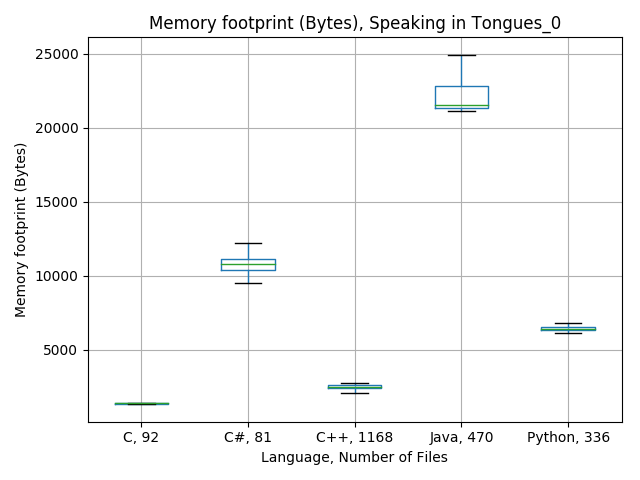 Memory footprint (Bytes), Speaking in Tongues_0
Memory footprint (Bytes)
25000
20000
15000
10000
5000
C, 92
C#, 81
C++, 1168
Java, 470
Python, 336
Language, Number of Files